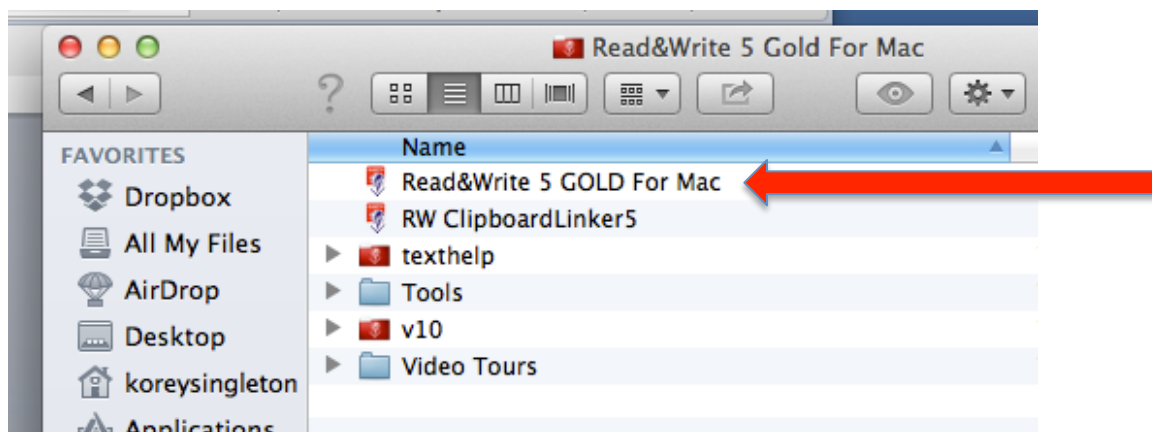 Read&Write 5 Gold For Mac
?
FAVORITES
Dropbox
All My Files
AirDrop
Desktop
koreysingleton
Applications
Name
Read&Write 5 GOLD For Mac
RW ClipboardLinker5
texthelp
Tools
v10
Video Tours